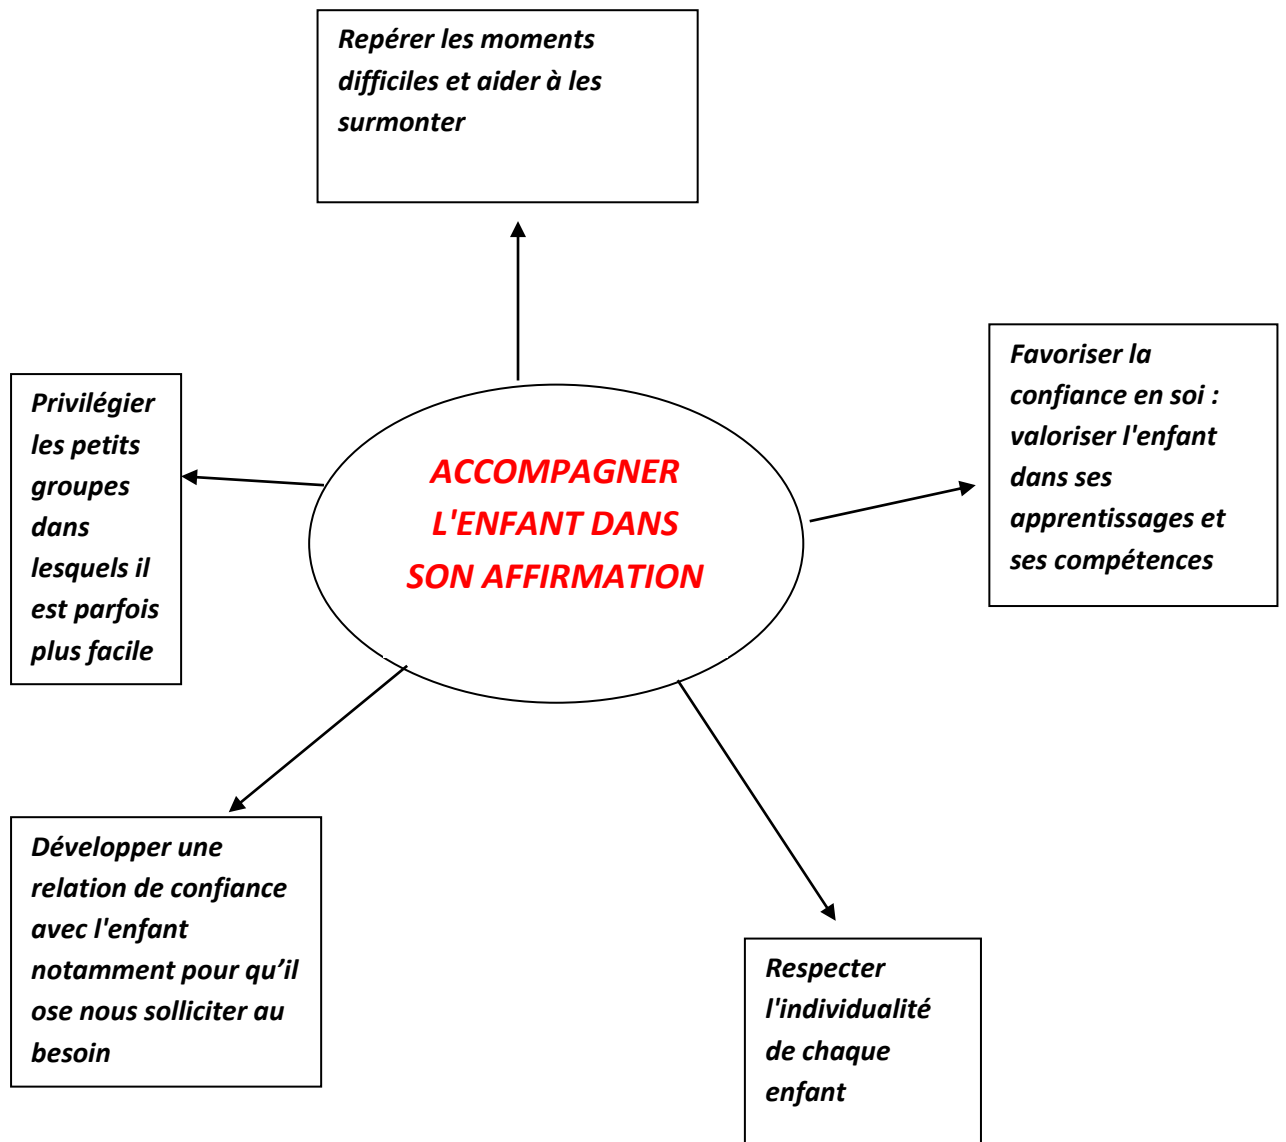 Repérer les moments
difficiles et aider à les
surmonter
Favoriser la
confiance en soi :
valoriser l'enfant
dans ses
apprentissages et
ses compétences
Privilégier
les petits
groupes
dans
lesquels il
est parfois
plus facile
ACCOMPAGNER
L'ENFANT DANS
SON AFFIRMATION
Développer une
relation de confiance
avec l'enfant
notamment pour qu’il
ose nous solliciter au
besoin
Respecter
l'individualité
de chaque
enfant